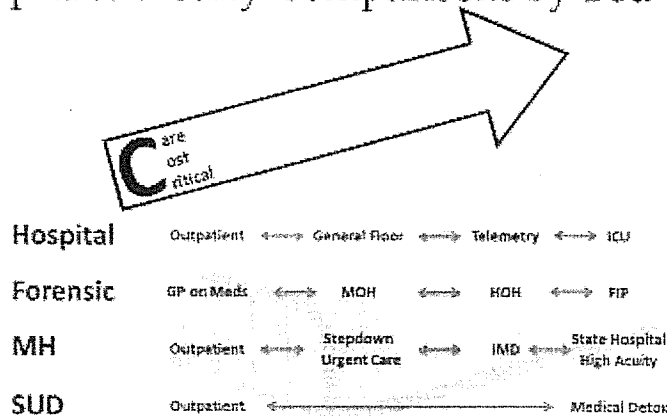 by
Care
Cost
Critical
Hospital Outpatient General Floor Telemetry ICU
Forensic GP on Meds MOH HOH FIP
MH Outpatient Stepdown Urgent Care IMD State Hospital High Acuity
SUD Outpatient Medical Detox